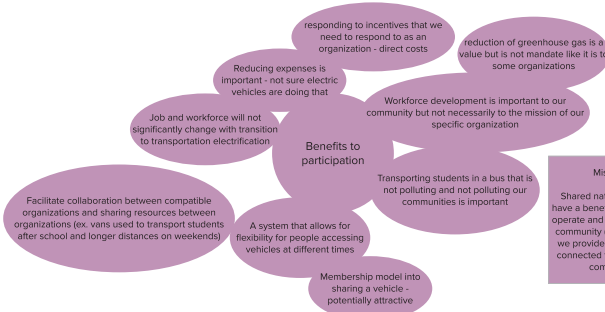 responding to incentives that we
need to respond to as an
organization - direct costs
reduction of greenhouse gas is a
value but is not mandate like it is to
some organizations
Reducing expenses is
important - not sure electric
vehicles are doing that
Workforce development is important to our
community but not necessarily to the mission of our
specific organization
Job and workforce will not
significantly change with transition
to transportation electrification
Benefits to
participation
Transporting students in a bus that is
not polluting and not polluting our
communities is important
Facilitate collaboration between compatible
organizations and sharing resources between
organizations (ex. vans used to transport students
after school and longer distances on weekends)
A system that allows for
flexibility for people accessing
vehicles at different times
Membership model into
sharing a vehicle -
potentially attractive
Shared
have a
operate and
community
we provide
connected